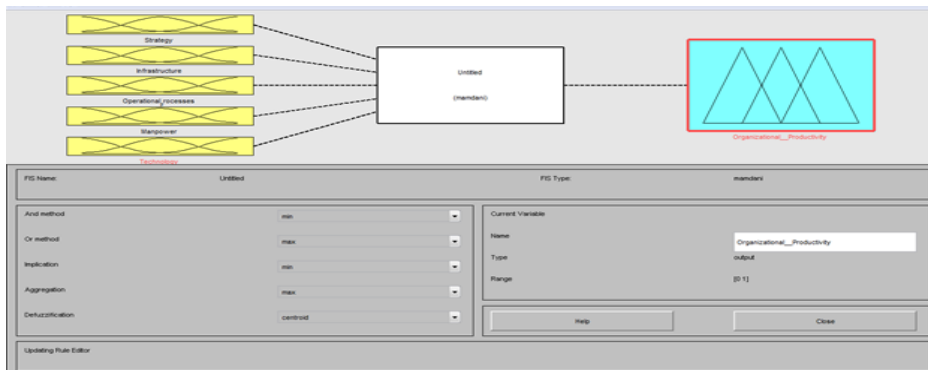 Strategy
Infrastructure
Operational_rocesses
p
Manpower
Technology
Untitled
(mamdani)
Organizational__Productivity
FIS Name:
Untitled
FIS Type:
mamdani
And method
min
Or method
max
Implication
min
Aggregation
max
Defuzzification
centroid
Current Variable
Name
Organizational__Productivity
Type
output
Range
[0 1]
Help
Close
Updating Rule Editor